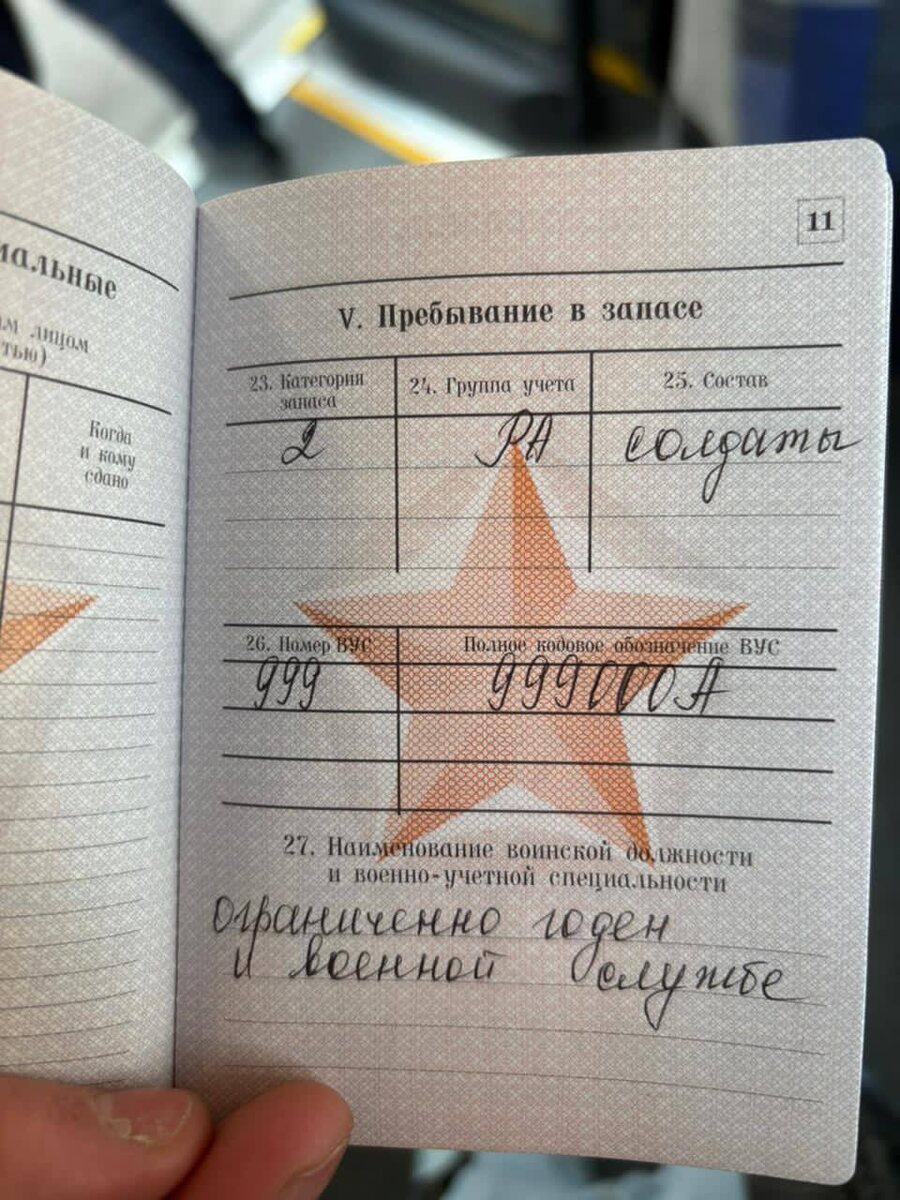 иальные
ым лицом
тью)
Когда
и кому
сдано
11
V. Пребывание в запасе
23. Категория
запаса
24. Группа учета
25. Состав
2
РА
солдаты
26. Номер ВУС
Полное кодовое обозначение ВУС
999
999000А
27. Наименование воинской должности
и военно-учетной специальности
ограниченно годен
и военной службе